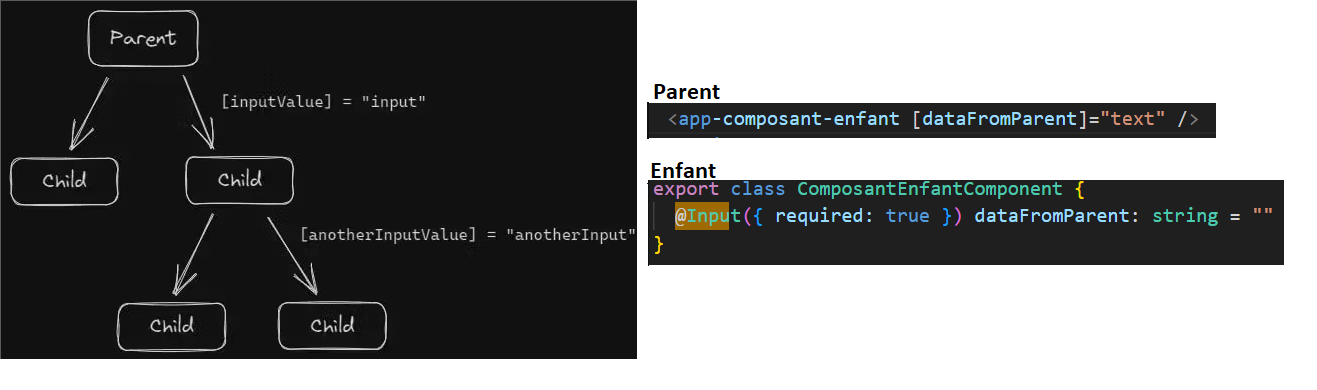 Parent
[inputValue] = "input"
Child
Child
[anotherInputValue] = "anotherInput"
Child
Child
Parent
<app-composant-enfant [dataFromParent]="text" />
Enfant
export class ComposantEnfantComponent {
@Input({ required: true }) dataFromParent: string = ""
}